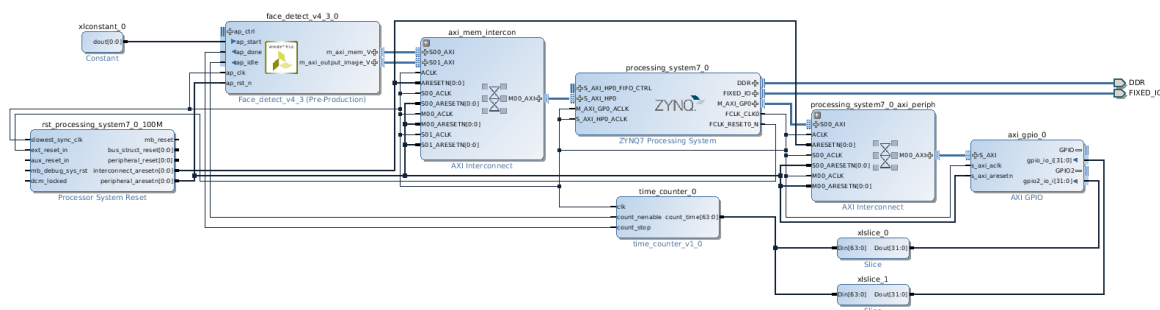 xlconstant_0
dout[0:0]
Constant
face_detect_v4_3_0
ap_ctrl
ap_start
ap_done
ap_idle
ap_clk
ap_rst_n
m_axi_mem_V
m_axi_output_image_V
Face_detect_v4_3 (Pre-Production)
axi_mem_intercon
S00_AXI
S01_AXI
ACLK
ARESETN[0:0]
S00_ACLK
S00_ARESETN[0:0]
M00_ACLK
M00_ARESETN[0:0]
S01_ACLK
S01_ARESETN[0:0]
M00_AXI
AXI Interconnect
processing_system7_0
S_AXI_HP0_FIFO_CTRL
S_AXI_HP0
M_AXI_GP0_ACLK
S_AXI_HP0_ACLK
ZYNQ
DDR
FIXED_IO
M_AXI_GP0
FCLK_CLK0
FCLK_RESET0_N
ZYNQ7 Processing System
DDR
FIXED_IO
processing_system7_0_axi_periph
S00_AXI
ACLK
ARESETN[0:0]
S00_ACLK
S00_ARESETN[0:0]
M00_ACLK
M00_ARESETN[0:0]
M00_AXI
AXI Interconnect
axi_gpio_0
S_AXI
s_axi_aclk
s_axi_aresetn
GPIO
gpio_io_i[31:0]
GPIO2
gpio2_io_i[31:0]
AXI GPIO
rst_processing_system7_0_100M
slowest_sync_clk
ext_reset_in
aux_reset_in
mb_debug_sys_rst
dcm_locked
mb_reset
bus_struct_reset[0:0]
peripheral_reset[0:0]
interconnect_aresetn[0:0]
peripheral_aresetn[0:0]
Processor System Reset
time_counter_0
clk
count_nenable
count_stop
count_time[63:0]
time_counter_v1_0
xlslice_0
Din[63:0]
Dout[31:0]
Slice
xlslice_1
Din[63:0]
Dout[31:0]